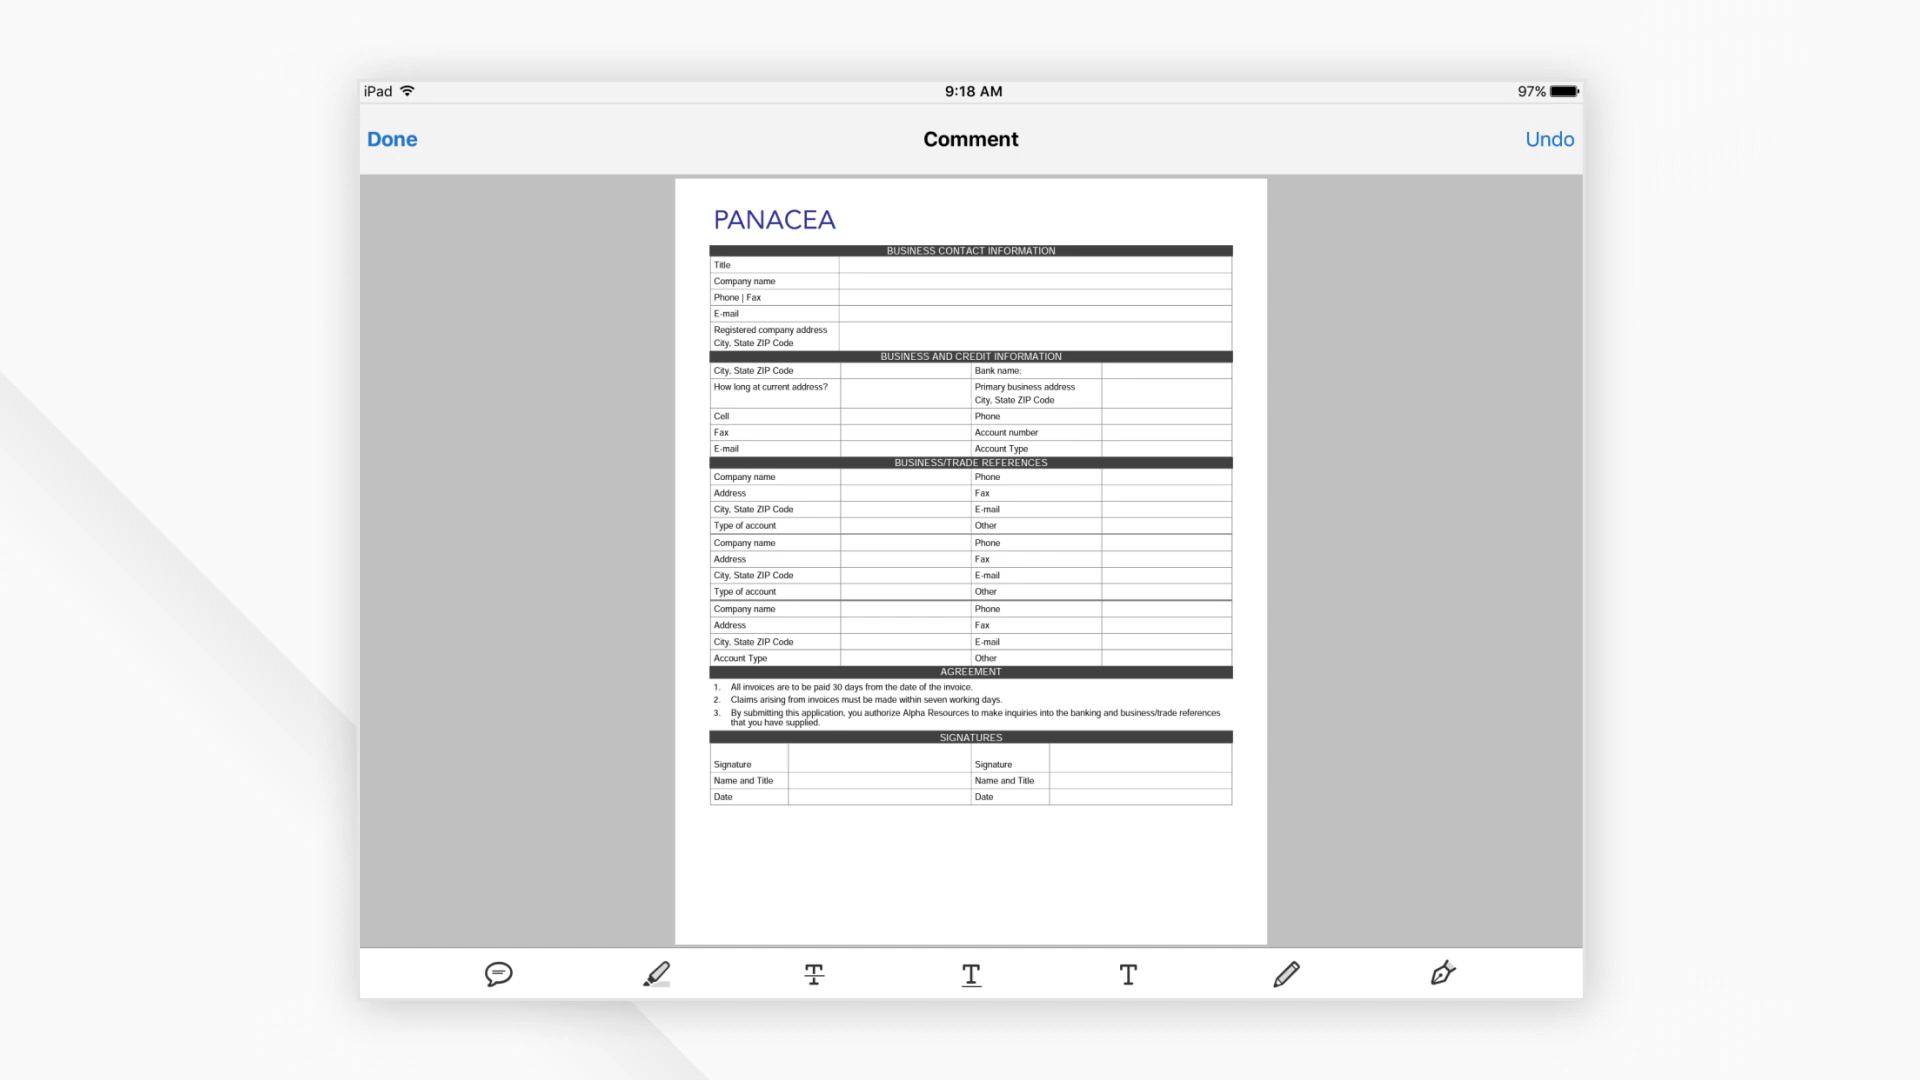 iPad 9:18 AM 97%
Done Comment Undo
PANACEA
BUSINESS CONTACT INFORMATION
Title
Company name
Phone | Fax
E-mail
Registered company address
City, State ZIP Code
BUSINESS AND CREDIT INFORMATION
City, State ZIP Code Bank name:
How long at current address? Primary business address
City, State ZIP Code
Cell Phone
Fax Account number
E-mail Account Type
BUSINESS/TRADE REFERENCES
Company name Phone
Address Fax
City, State ZIP Code E-mail
Type of account Other
Company name Phone
Address Fax
City, State ZIP Code E-mail
Type of account Other
Company name Phone
Address Fax
City, State ZIP Code E-mail
Account Type Other
AGREEMENT
1. All invoices are to be paid 30 days from the date of the invoice.
2. Claims arising from invoices must be made within seven working days.
3. By submitting this application, you authorize Alpha Resources to make inquiries into the banking and business/trade references
that you have supplied.
SIGNATURES
Signature Signature
Name and Title Name and Title
Date Date